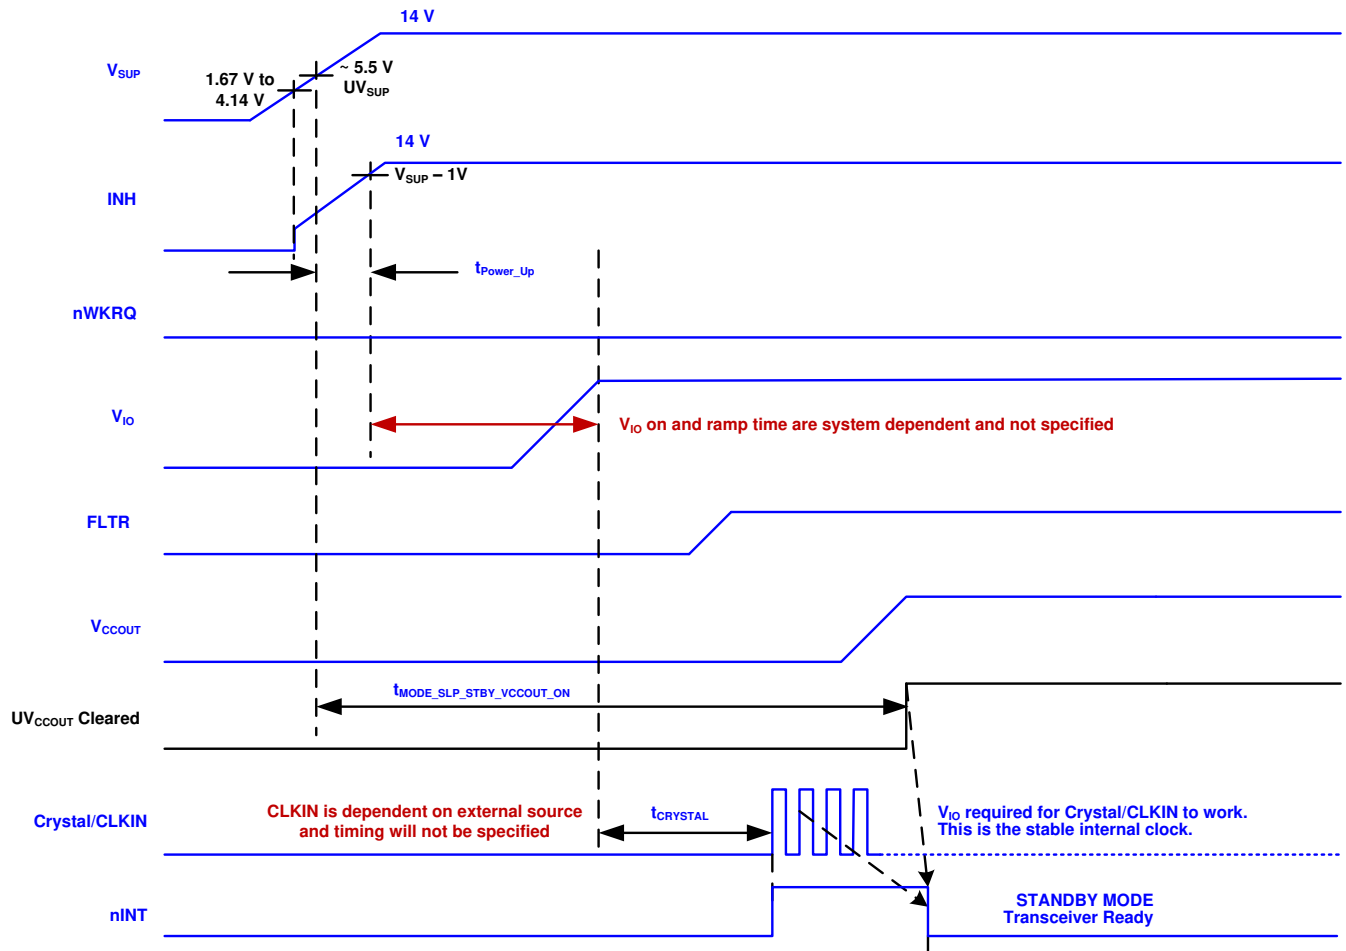 14 V
VSUP
1.67 V to
4.14 V
~ 5.5 V
UVSUP
14 V
VSUP – 1V
INH
tPower_Up
nWKRQ
VIO
VIO on and ramp time are system dependent and not specified
FLTR
VCCOUT
tMODE_SLP_STBY_VCCOUT_ON
UVCCOUT Cleared
CLKIN is dependent on external source
and timing will not be specified
tCRYSTAL
Crystal/CLKIN
VIO required for Crystal/CLKIN to work.
This is the stable internal clock.
nINT
STANDBY MODE
Transceiver Ready